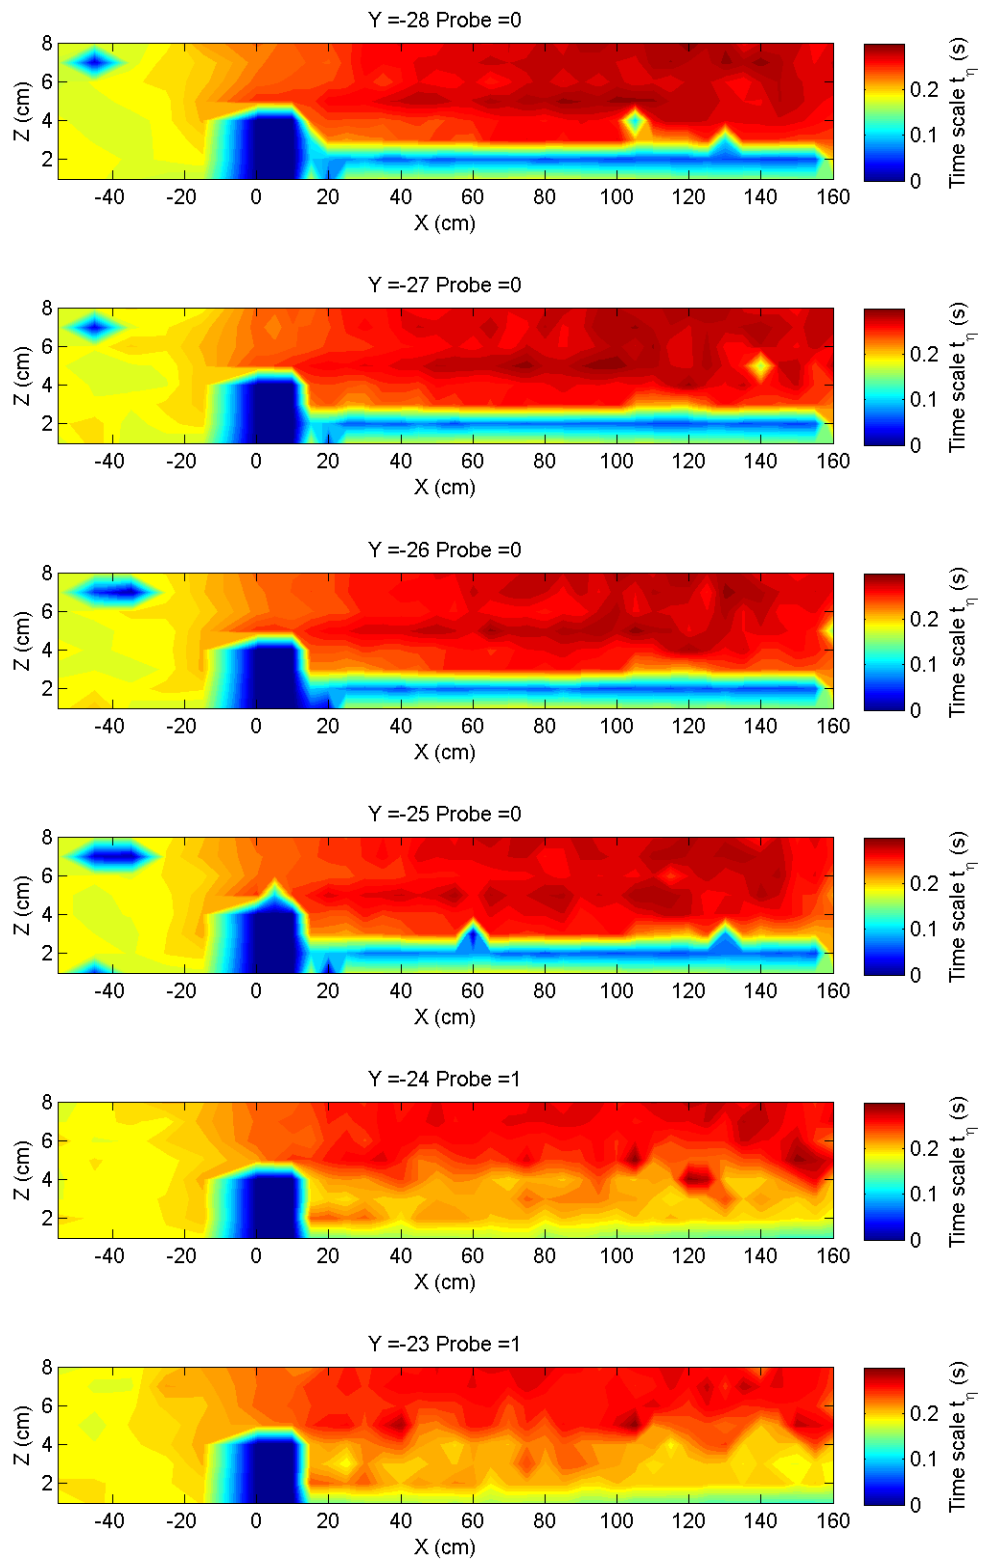 Y =-28 Probe =0
8
6
4
2
Z (cm)
-40 -20 0 20 40 60 80 100 120 140 160
X (cm)
0.2
0.1
0
Time scale t_η (s)
Y =-27 Probe =0
8
6
4
2
Z (cm)
-40 -20 0 20 40 60 80 100 120 140 160
X (cm)
0.2
0.1
0
Time scale t_η (s)
Y =-26 Probe =0
8
6
4
2
Z (cm)
-40 -20 0 20 40 60 80 100 120 140 160
X (cm)
0.2
0.1
0
Time scale t_η (s)
Y =-25 Probe =0
8
6
4
2
Z (cm)
-40 -20 0 20 40 60 80 100 120 140 160
X (cm)
0.2
0.1
0
Time scale t_η (s)
Y =-24 Probe =1
8
6
4
2
Z (cm)
-40 -20 0 20 40 60 80 100 120 140 160
X (cm)
0.2
0.1
0
Time scale t_η (s)
Y =-23 Probe =1
8
6
4
2
Z (cm)
-40 -20 0 20 40 60 80 100 120 140 160
X (cm)
0.2
0.1
0
Time scale t_η (s)